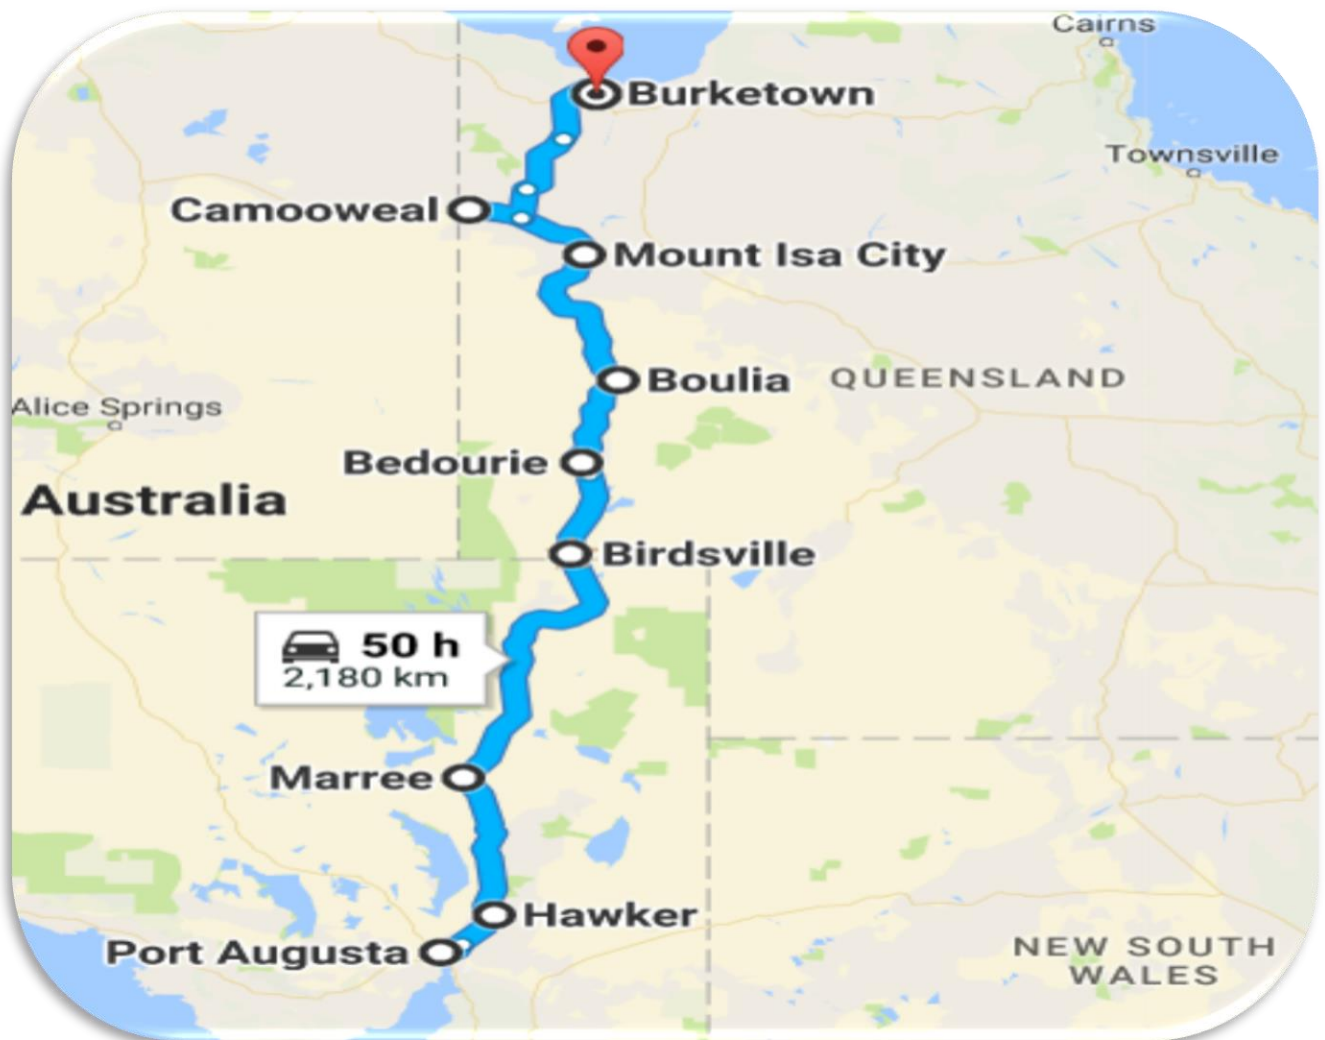 Cairns
Burketown
Townsville
Camooweal
Mount Isa City
Boulia
QUEENSLAND
Alice Springs
Bedourie
Australia
Birdsville
50 h
2,180 km
Marree
Hawker
Port Augusta
NEW SOUTH
WALES